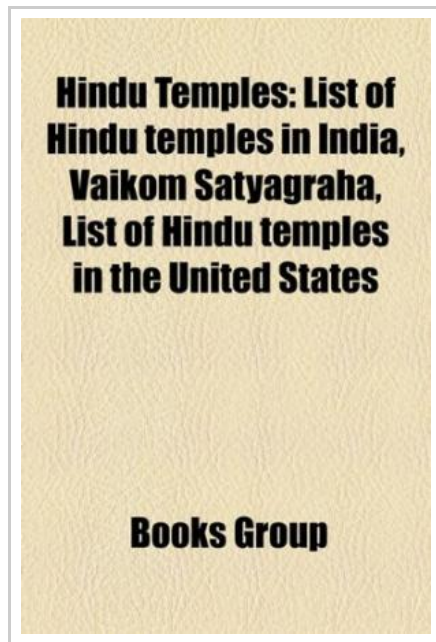 Hindu Temples: List of
Hindu temples in India,
Vaikom Satyagraha,
List of Hindu temples
in the United States
Books Group